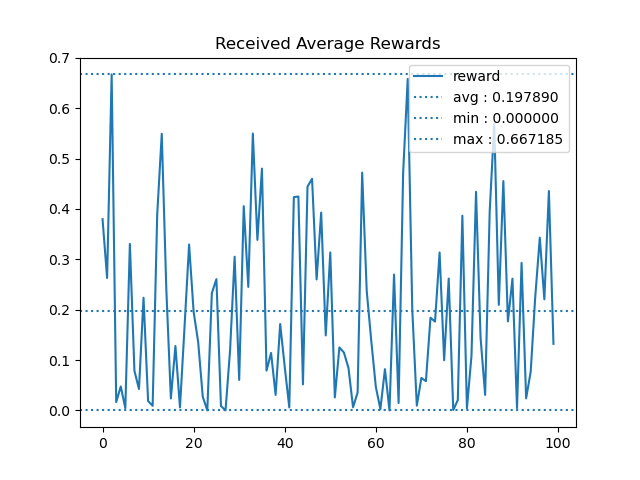 Received Average Rewards
0.7
0.6
0.5
0.4
0.3
0.2
0.1
0.0
reward
avg : 0.197890
min : 0.000000
max : 0.667185
0 20 40 60 80 100